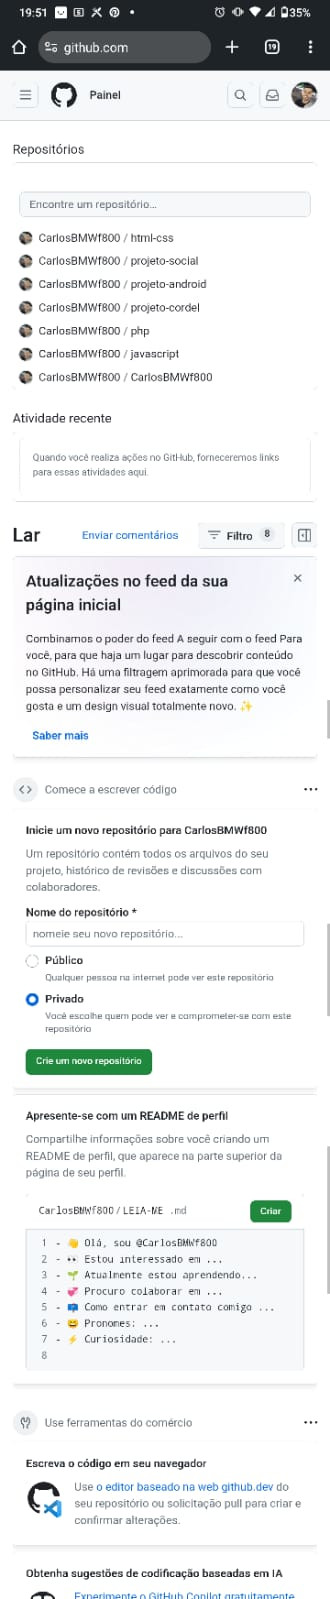 19:51
35%
github.com
19
Painel
Repositórios
Encontre um repositório...
CarlosBMWf800 / html-css
CarlosBMWf800 / projeto-social
CarlosBMWf800 / projeto-android
CarlosBMWf800 / projeto-cordel
CarlosBMWf800 / php
CarlosBMWf800 / javascript
CarlosBMWf800 / CarlosBMWf800
Atividade recente
Quando você realiza ações no GitHub, forneceremos links
para essas atividades aqui.
Lar Enviar comentários Filtro 8
Atualizações no feed da sua
página inicial
Combinamos o poder do feed A seguir com o feed Para
você, para que haja um lugar para descobrir conteúdo
no GitHub. Há uma filtragem aprimorada para que você
possa personalizar seu feed exatamente como você
gosta e um design visual totalmente novo. ✨
Saber mais
Comece a escrever código
Inicie um novo repositório para CarlosBMWf800
Um repositório contém todos os arquivos do seu
projeto, histórico de revisões e discussões com
colaboradores.
Nome do repositório *
nomeie seu novo repositório...
Público
Qualquer pessoa na internet pode ver este repositório
Privado
Você escolhe quem pode ver e comprometer-se com este
repositório
Crie um novo repositório
Apresente-se com um README de perfil
Compartilhe informações sobre você criando um
README de perfil, que aparece na parte superior da
página de seu perfil.
CarlosBMWf800 / LEIA-ME .md Criar
1 - 👋 Olá, sou @CarlosBMWf800
2 - 👀 Estou interessado em ...
3 - 🌱 Atualmente estou aprendendo...
4 - 💞️ Procuro colaborar em ...
5 - 📫 Como entrar em contato comigo ...
6 - 😄 Pronomes: ...
7 - ⚡ Curiosidade: ...
8
Use ferramentas do comércio
Escreva o código em seu navegador
Use o editor baseado na web github.dev do
seu repositório ou solicitação pull para criar e
confirmar alterações.
Obtenha sugestões de codificação baseadas em IA
Experimente o GitHub Copilot gratuitamente